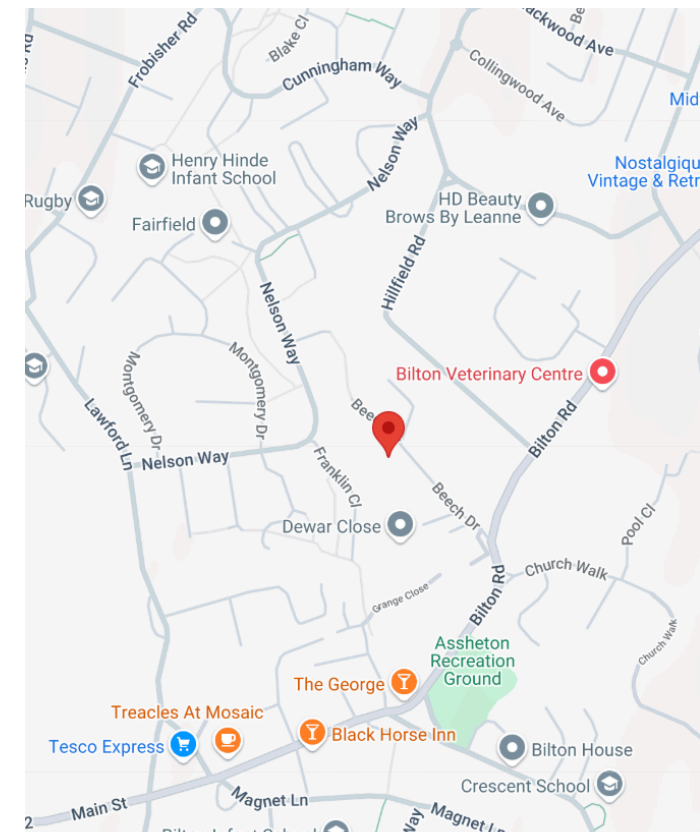 Frobisher Rd
Blake Cl
Cunningham Way
Collingwood Ave
Mid
Nelson Way
Henry Hinde
Infant School
Nostalgiqu
Vintage & Retr
Rugby
Fairfield
HD Beauty
Brows By Leanne
Hillfield Rd
Nelson Way
Montgomery Dr
Montgomery Dr
Bilton Veterinary Centre
Lawford Ln
Nelson Way
Bilton Rd
Franklin Cl
Beech Dr
Dewar Close
Pool Cl
Church Walk
Grange Close
Bilton Rd
Church Walk
Assheton
Recreation
Ground
The George
Treacles At Mosaic
Black Horse Inn
Tesco Express
Bilton House
Crescent School
Main St
Magnet Ln
Way
Magnet Ln